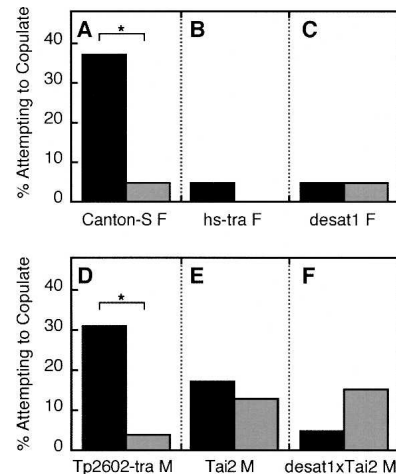 % Attempting to Copulate
40
30
20
10
0
A
*
B
C
Canton-S F
hs-tra F
desat1 F
% Attempting to Copulate
40
30
20
10
0
D
*
E
F
Tp2602-tra M
Tai2 M
desat1xTai2 M